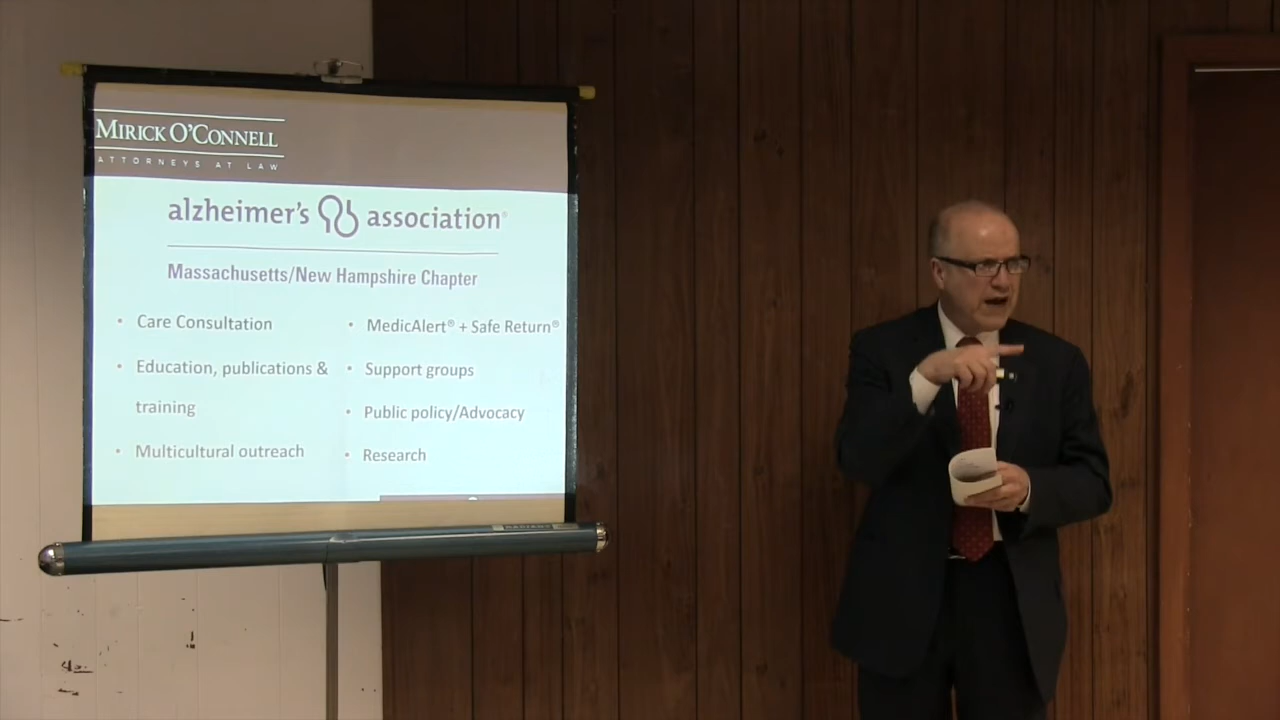 MIRICK O'CONNELL
ATTORNEYS AT LAW
alzheimer's association®
Massachusetts/New Hampshire Chapter
• Care Consultation
• Education, publications &
training
• Multicultural outreach
• MedicAlert® + Safe Return®
• Support groups
• Public policy/Advocacy
• Research